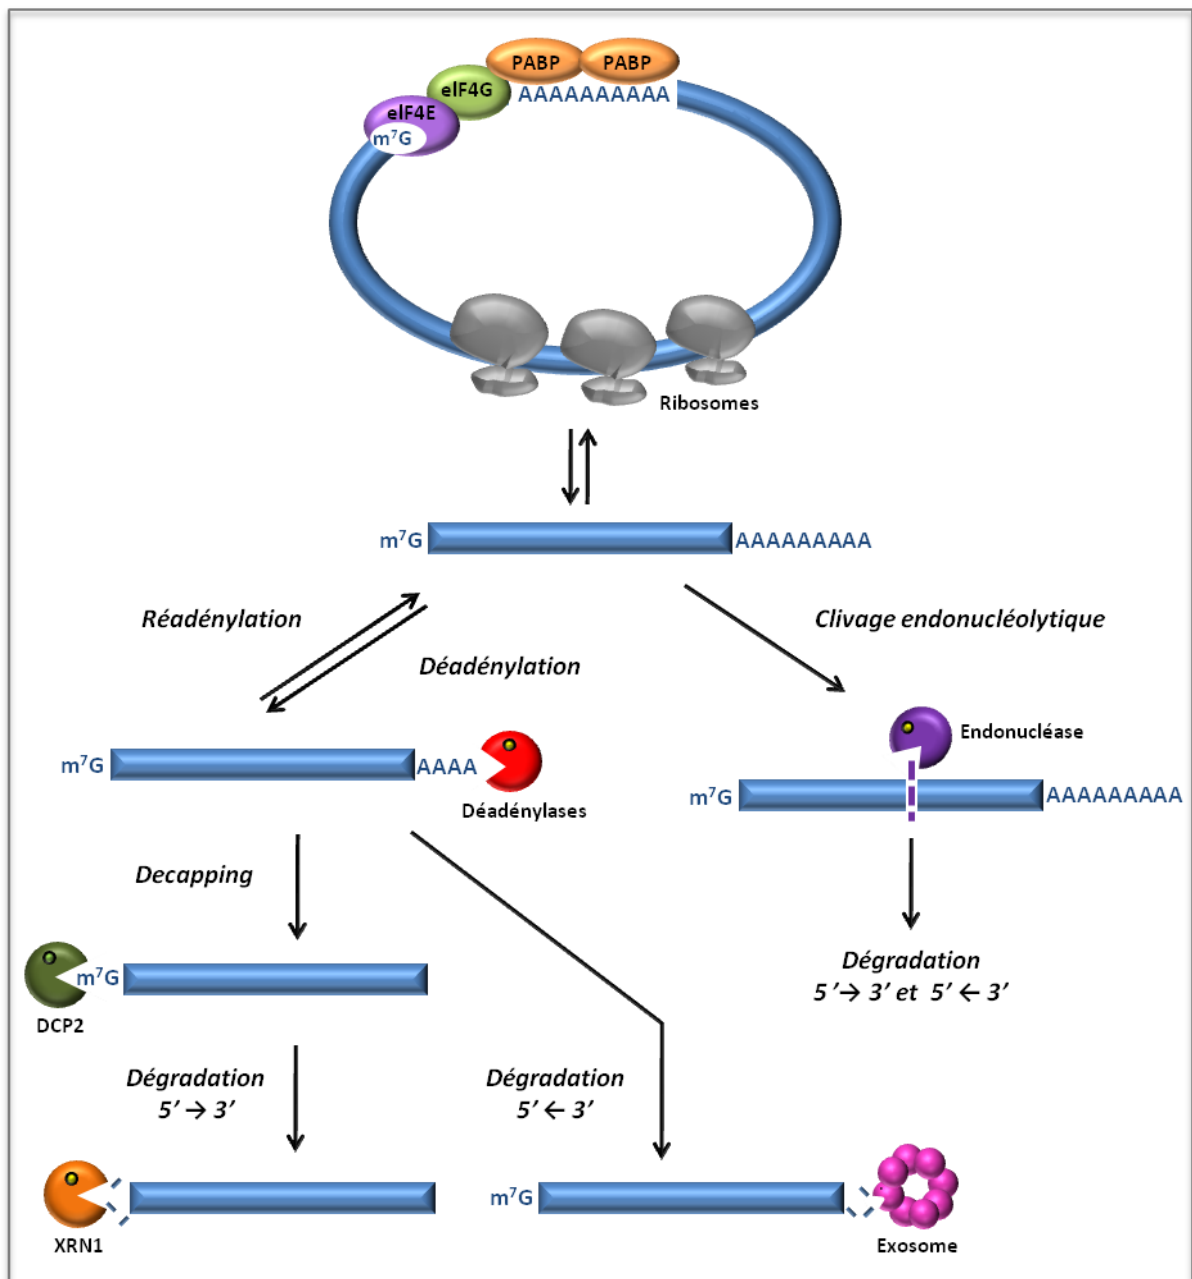 PABP PABP
eIF4G AAAAAAAAAA
eIF4E
m⁷G
Ribosomes
m⁷G AAAAAAAAA
Réadénylation
Clivage endonucléolytique
Déadénylation
Endonucléase
m⁷G AAAA
Déadénylases
m⁷G AAAAAAAAA
Decapping
m⁷G
DCP2
Dégradation
5'→ 3' et 5' ← 3'
Dégradation
5' → 3'
Dégradation
5' ← 3'
m⁷G
XRN1
Exosome